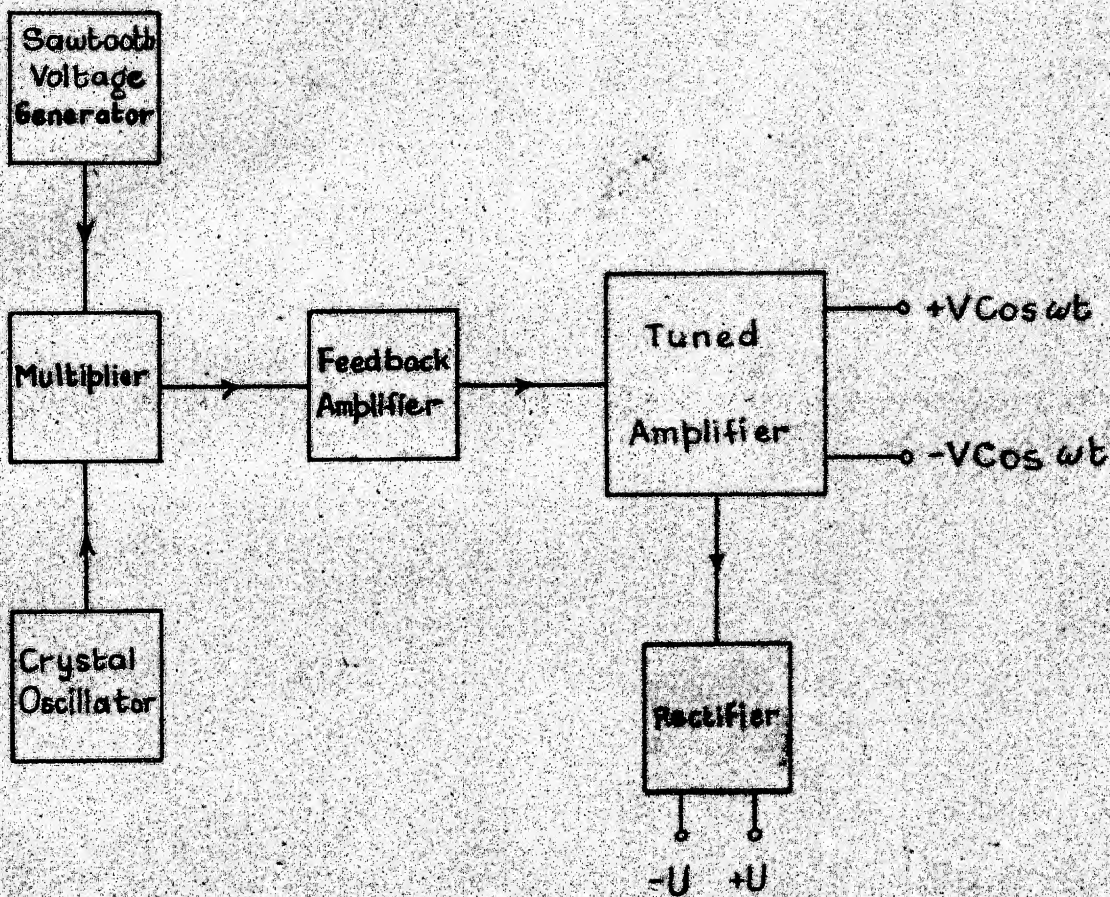 Sawtooth
Voltage
Generator
Multiplier
Feedback
Amplifier
Tuned
Amplifier
+VCos ωt
-VCos ωt
Crystal
Oscillator
Rectifier
-U +U